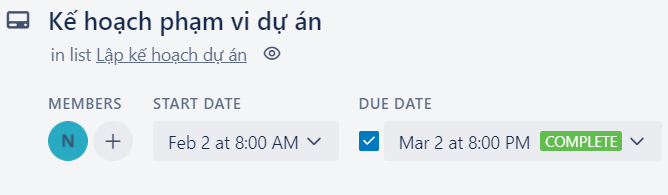 Kế hoạch phạm vi dự án
in list Lập kế hoạch dự án
MEMBERS START DATE DUE DATE
N + Feb 2 at 8:00 AM Mar 2 at 8:00 PM COMPLETE